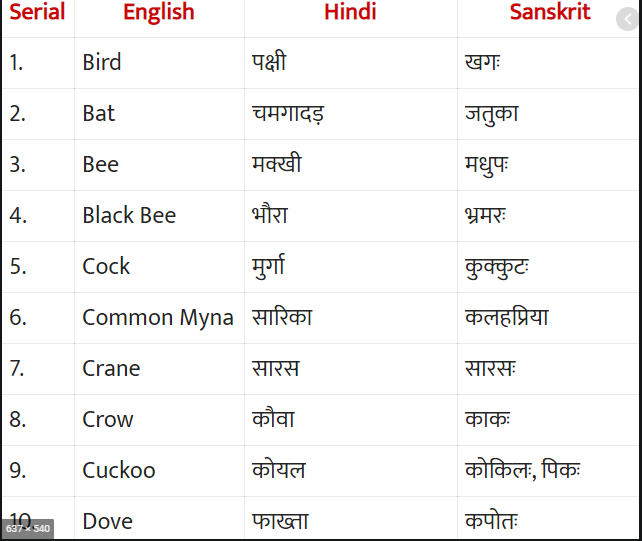 Serial English Hindi Sanskrit
1. Bird पक्षी खगः
2. Bat चमगादड़ जतुका
3. Bee मक्खी मधुपः
4. Black Bee भौरा भ्रमरः
5. Cock मुर्गा कुक्कुटः
6. Common Myna सारिका कलहप्रिया
7. Crane सारस सारसः
8. Crow कौवा काकः
9. Cuckoo कोयल कोकिलः, पिकः
10. Dove फाख्ता कपोतः
637 × 540